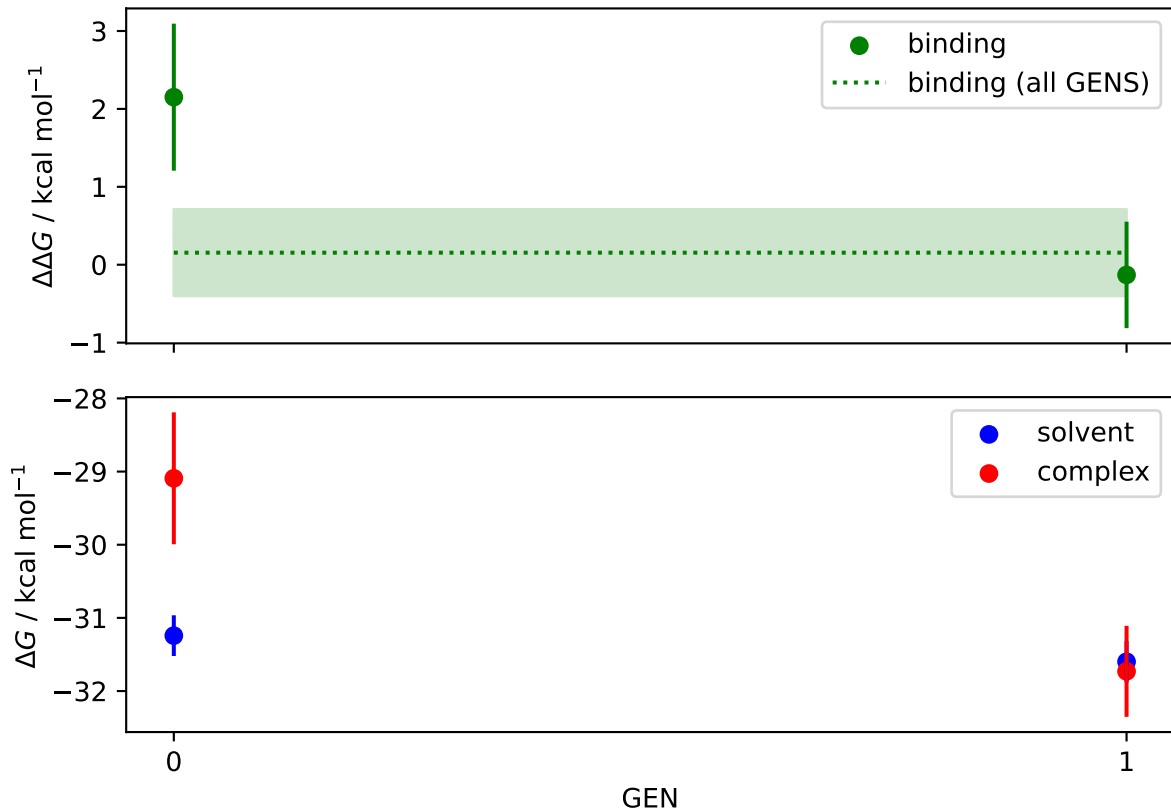 3
2
1
0
−1
ΔΔG / kcal mol⁻¹
binding
binding (all GENS)
−28
−29
−30
−31
−32
ΔG / kcal mol⁻¹
solvent
complex
0
1
GEN